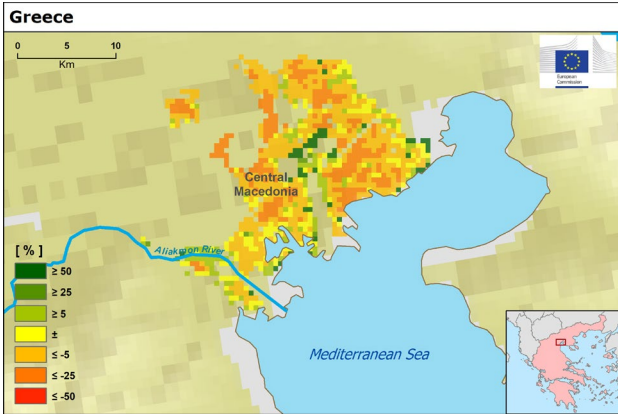 Greece
0 5 10
Km
European
Commission
Central
Macedonia
Aliakmon River
[ % ]
≥ 50
≥ 25
≥ 5
±
≤ -5
≤ -25
≤ -50
Mediterranean Sea